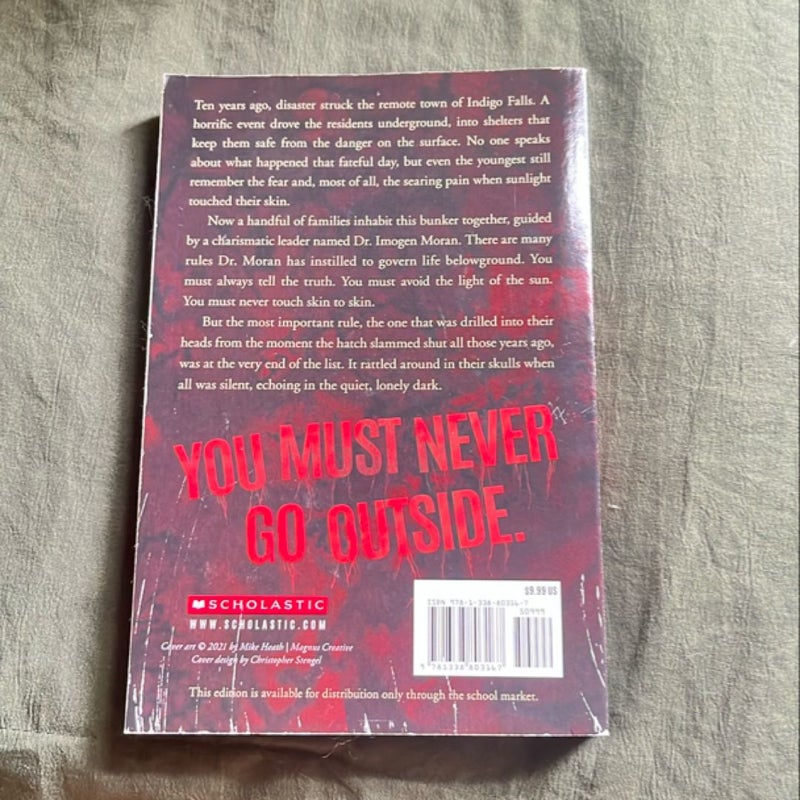 Ten years ago, disaster struck the remote town of Indigo Falls. A
horrific event drove the residents underground, into shelters that
keep them safe from the danger on the surface. No one speaks
about what happened that fateful day, but even the youngest still
remember the fear and, most of all, the searing pain when sunlight
touched their skin.
Now a handful of families inhabit this bunker together, guided
by a charismatic leader named Dr. Imogen Moran. There are many
rules Dr. Moran has instilled to govern life belowground. You
must always tell the truth. You must avoid the light of the sun.
You must never touch skin to skin.
But the most important rule, the one that was drilled into their
heads from the moment the hatch slammed shut all those years ago,
was at the very end of the list. It rattled around in their skulls when
all was silent, echoing in the quiet, lonely dark.
YOU MUST NEVER
GO OUTSIDE.
SCHOLASTIC
WWW.SCHOLASTIC.COM
Cover art © 2021 by Mike Heath | Magnus Creative
Cover design by Christopher Stengel
$9.99 US
ISBN 978-1-338-80316-7
50999
9 781338 803167
This edition is available for distribution only through the school market.